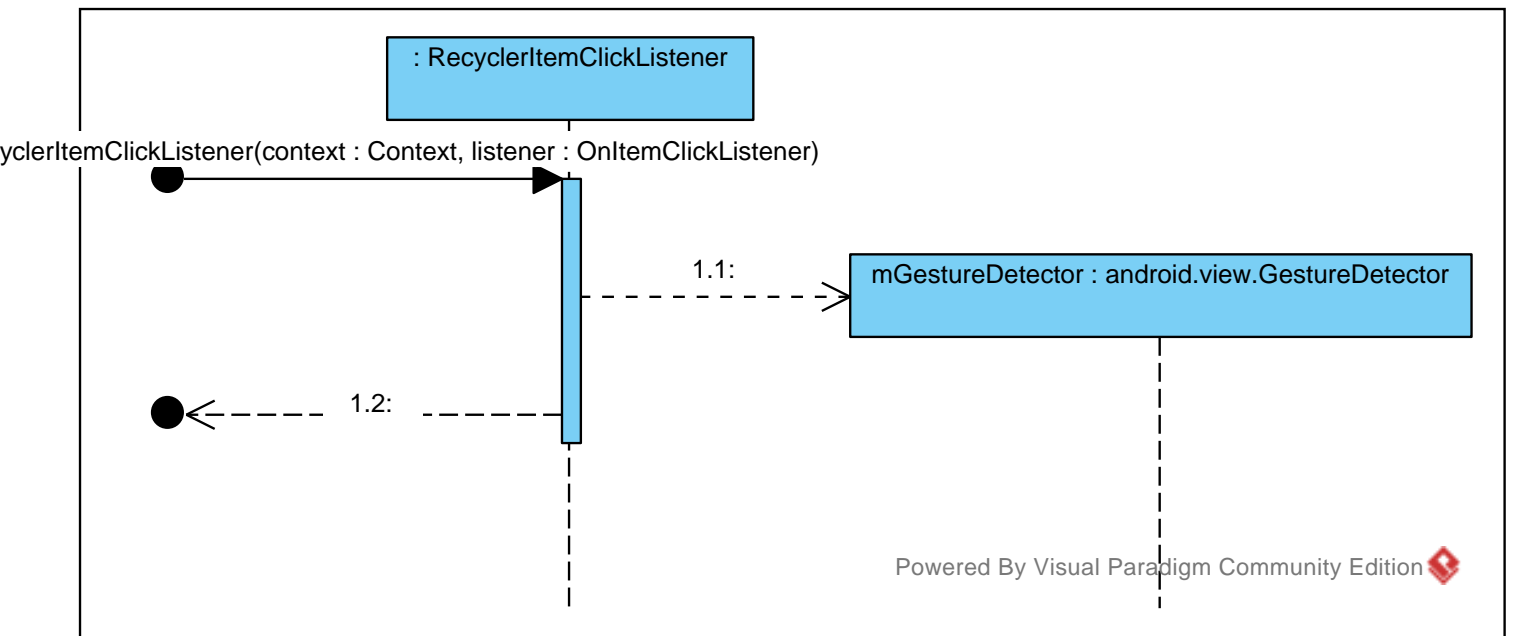 : RecyclerItemClickListener
yclerItemClickListener(context : Context, listener : OnItemClickListener)
1.1:
mGestureDetector : android.view.GestureDetector
1.2:
Powered By Visual Paradigm Community Edition